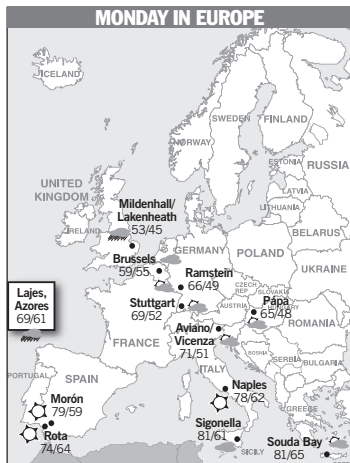 MONDAY IN EUROPE
ICELAND
SWEDEN
FINLAND
NORWAY
ESTONIA
RUSSIA
LATVIA
LITHUANIA
UNITED
KINGDOM
Mildenhall/
Lakenheath
53/45
IRELAND
BELARUS
Brussels
59/55
GERMANY
POLAND
Ramstein
66/49
UKRAINE
CZECH
REP
SLOVAKIA
Lajes,
Azores
69/61
Stuttgart
69/52
AUSTRIA
HUNGARY
Pápa
65/48
FRANCE
Aviano/
Vicenza
71/51
ROMANIA
BOSNIA
SERBIA
BULGARIA
ITALY
PORTUGAL
SPAIN
Morón
79/59
Naples
78/62
GREECE
Rota
74/64
Sigonella
81/61
SICILY
Souda Bay
81/65